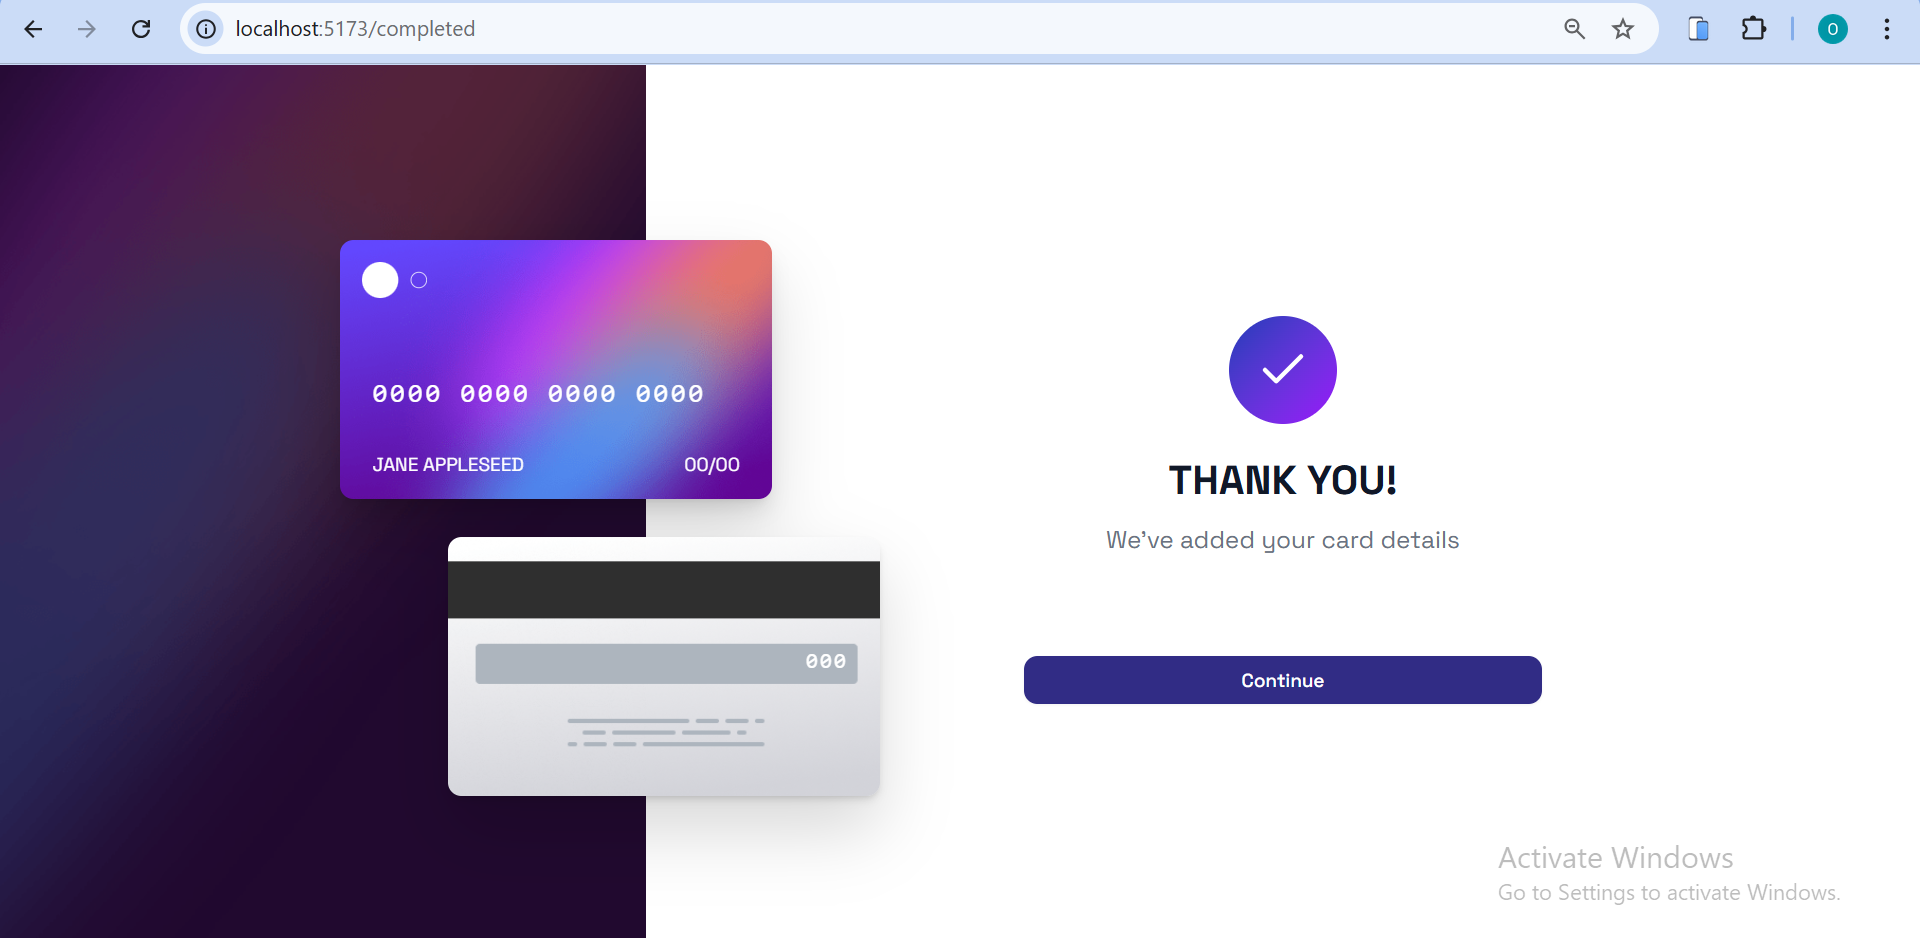 localhost:5173/completed
O
0000 0000 0000 0000
JANE APPLESEED 00/00
000
THANK YOU!
We've added your card details
Continue
Activate Windows
Go to Settings to activate Windows.